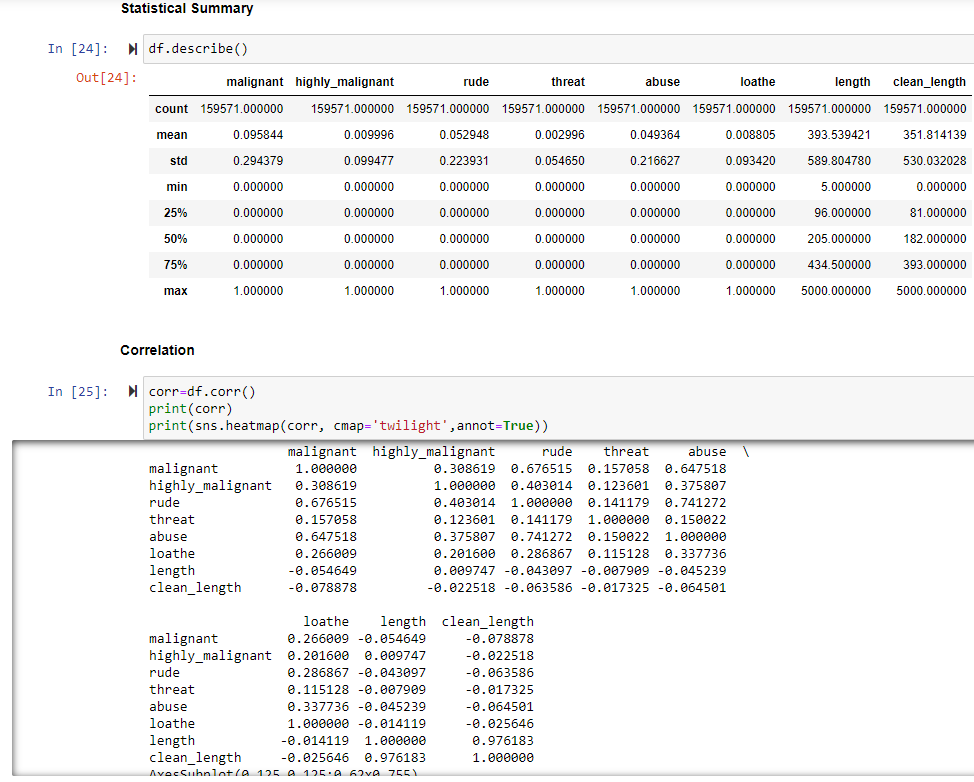 Statistical Summary
In [24]: df.describe()
Out[24]:
malignant highly_malignant rude threat abuse loathe length clean_length
count 159571.000000 159571.000000 159571.000000 159571.000000 159571.000000 159571.000000 159571.000000 159571.000000
mean 0.095844 0.009996 0.052948 0.002996 0.049364 0.008805 393.539421 351.814139
std 0.294379 0.099477 0.223931 0.054650 0.216627 0.093420 589.804780 530.032028
min 0.000000 0.000000 0.000000 0.000000 0.000000 0.000000 5.000000 0.000000
25% 0.000000 0.000000 0.000000 0.000000 0.000000 0.000000 96.000000 81.000000
50% 0.000000 0.000000 0.000000 0.000000 0.000000 0.000000 205.000000 182.000000
75% 0.000000 0.000000 0.000000 0.000000 0.000000 0.000000 434.500000 393.000000
max 1.000000 1.000000 1.000000 1.000000 1.000000 1.000000 5000.000000 5000.000000
Correlation
In [25]: corr=df.corr()
print(corr)
print(sns.heatmap(corr, cmap='twilight',annot=True))
malignant highly_malignant rude threat abuse \
malignant 1.000000 0.308619 0.676515 0.157058 0.647518
highly_malignant 0.308619 1.000000 0.403014 0.123601 0.375807
rude 0.676515 0.403014 1.000000 0.141179 0.741272
threat 0.157058 0.123601 0.141179 1.000000 0.150022
abuse 0.647518 0.375807 0.741272 0.150022 1.000000
loathe 0.266009 0.201600 0.286867 0.115128 0.337736
length -0.054649 0.009747 -0.043097 -0.007909 -0.045239
clean_length -0.078878 -0.022518 -0.063586 -0.017325 -0.064501
loathe length clean_length
malignant 0.266009 -0.054649 -0.078878
highly_malignant 0.201600 0.009747 -0.022518
rude 0.286867 -0.043097 -0.063586
threat 0.115128 -0.007909 -0.017325
abuse 0.337736 -0.045239 -0.064501
loathe 1.000000 -0.014119 -0.025646
length -0.014119 1.000000 0.976183
clean_length -0.025646 0.976183 1.000000
AxesSubplot(0.125,0.125;0.62x0.755)